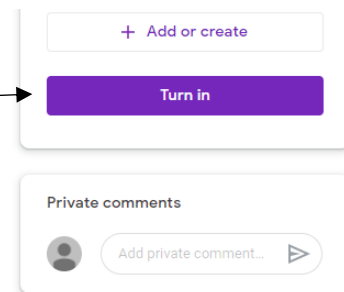 + Add or create
Turn in
Private comments
Add private comment...